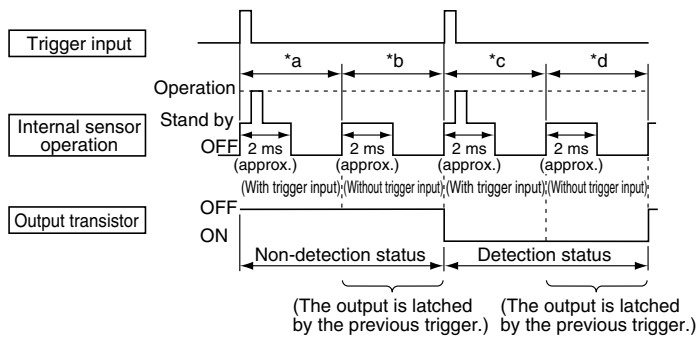 Trigger input
*a *b *c *d
Operation
Stand by
OFF
Internal sensor
operation
2 ms 2 ms 2 ms 2 ms
(approx.) (approx.) (approx.) (approx.)
(With trigger input) (Without trigger input) (With trigger input) (Without trigger input)
Output transistor
OFF
ON
Non-detection status Detection status
(The output is latched (The output is latched
by the previous trigger.) by the previous trigger.)